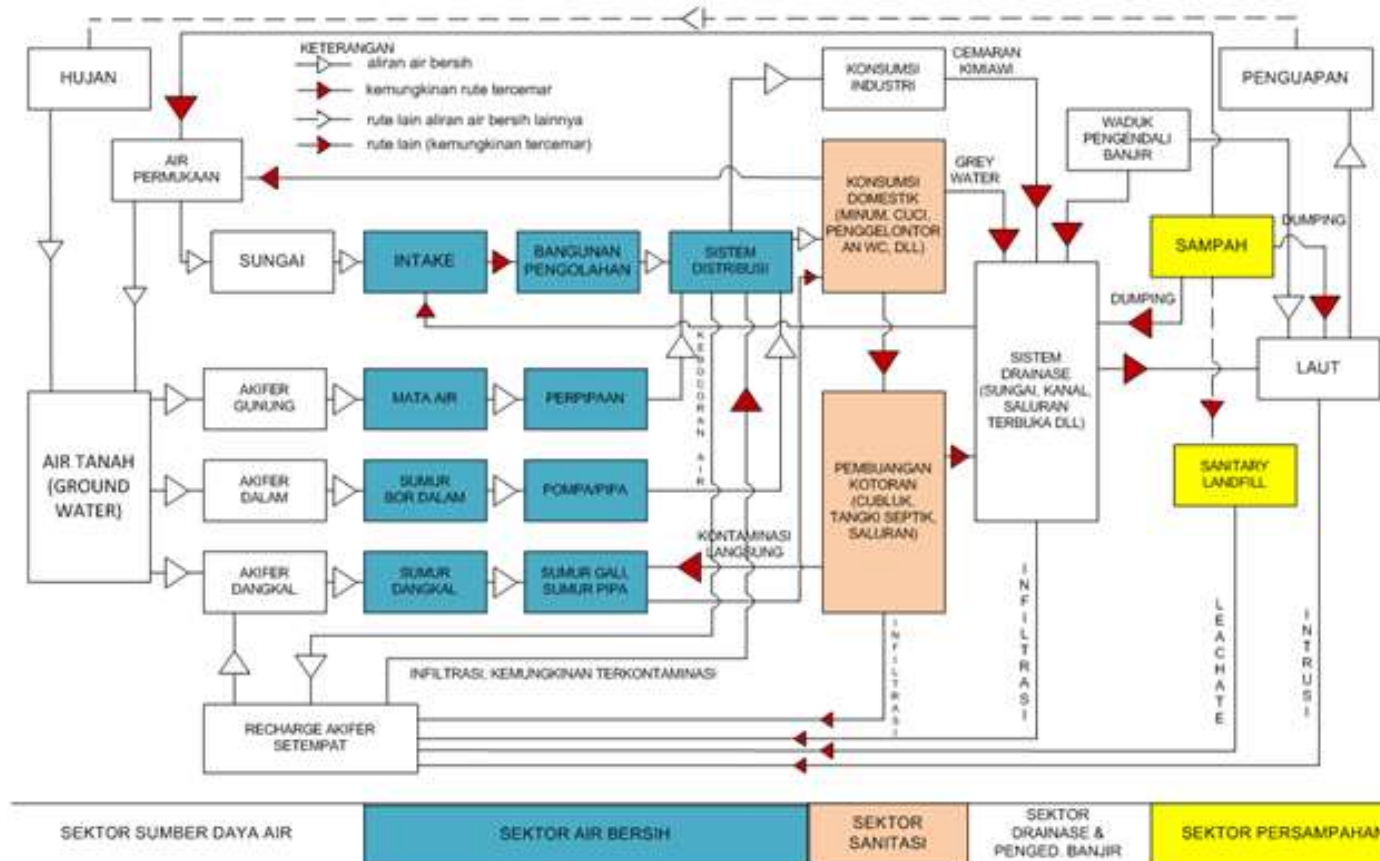 HUJAN
KETERANGAN
aliran air bersih
kemungkinan rute tercemar
rute lain aliran air bersih lainnya
rute lain (kemungkinan tercemar)
KONSUMSI
INDUSTRI
CEMARAN
KIMIAWI
PENGUAPAN
AIR
PERMUKAAN
WADUK
PENGENDALI
BANJIR
KONSUMSI
DOMESTIK
(MINUM, CUCI,
PENGGELONTOR
AN WC, DLL)
GREY
WATER
SUNGAI
INTAKE
BANGUNAN
PENGOLAHAN
SISTEM
DISTRIBUSI
SAMPAH
DUMPING
DUMPING
KEBOCORAN AIR
SISTEM
DRAINASE
(SUNGAI, KANAL,
SALURAN
TERBUKA DLL)
LAUT
AKIFER
GUNUNG
MATA AIR
PERPIPAAN
AIR TANAH
(GROUND
WATER)
AKIFER
DALAM
SUMUR
BOR DALAM
POMPA/PIPA
PEMBUANGAN
KOTORAN
(CUBLUK,
TANGKI SEPTIK,
SALURAN)
SANITARY
LANDFILL
AKIFER
DANGKAL
SUMUR
DANGKAL
SUMUR GALI,
SUMUR PIPA
KONTAMINASI
LANGSUNG
INFILTRASI
INFILTRASI
LEACHATE
INTRUSI
INFILTRASI, KEMUNGKINAN TERKONTAMINASI
RECHARGE AKIFER
SETEMPAT
SEKTOR SUMBER DAYA AIR
SEKTOR AIR BERSIH
SEKTOR
SANITASI
SEKTOR
DRAINASE &
PENGED. BANJIR
SEKTOR PERSAMPAHAN